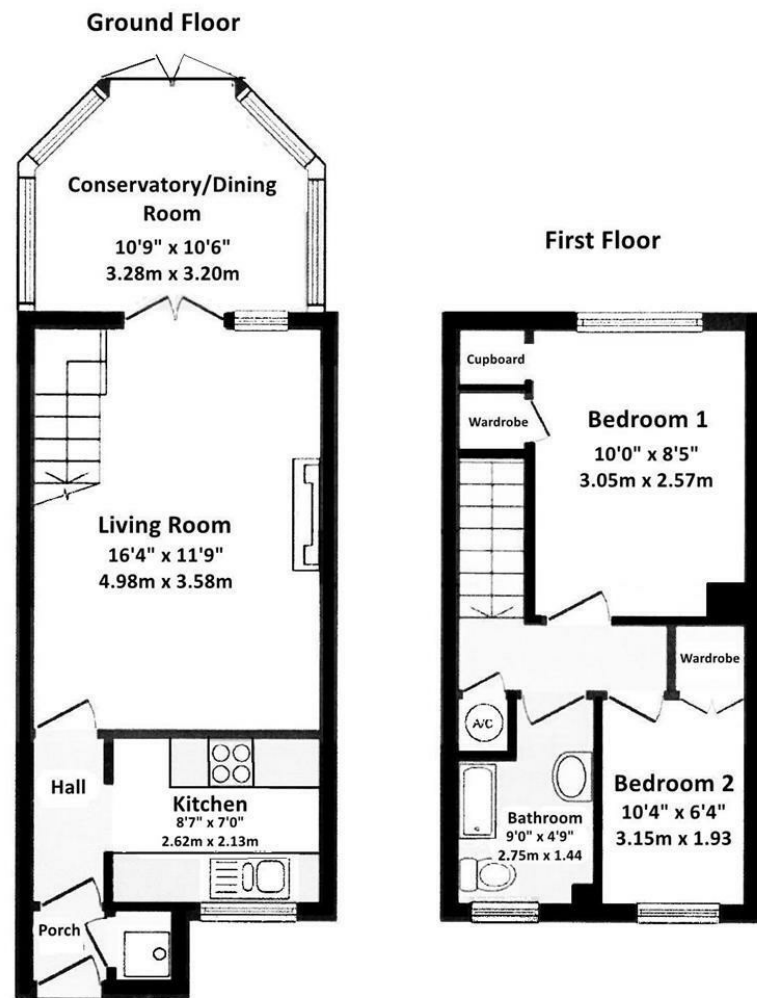 Ground Floor
Conservatory/Dining
Room
10'9" x 10'6"
3.28m x 3.20m
Living Room
16'4" x 11'9"
4.98m x 3.58m
Hall
Kitchen
8'7" x 7'0"
2.62m x 2.13m
Porch
First Floor
Cupboard
Wardrobe
Bedroom 1
10'0" x 8'5"
3.05m x 2.57m
Wardrobe
A/C
Bathroom
9'0" x 4'9"
2.75m x 1.44
Bedroom 2
10'4" x 6'4"
3.15m x 1.93